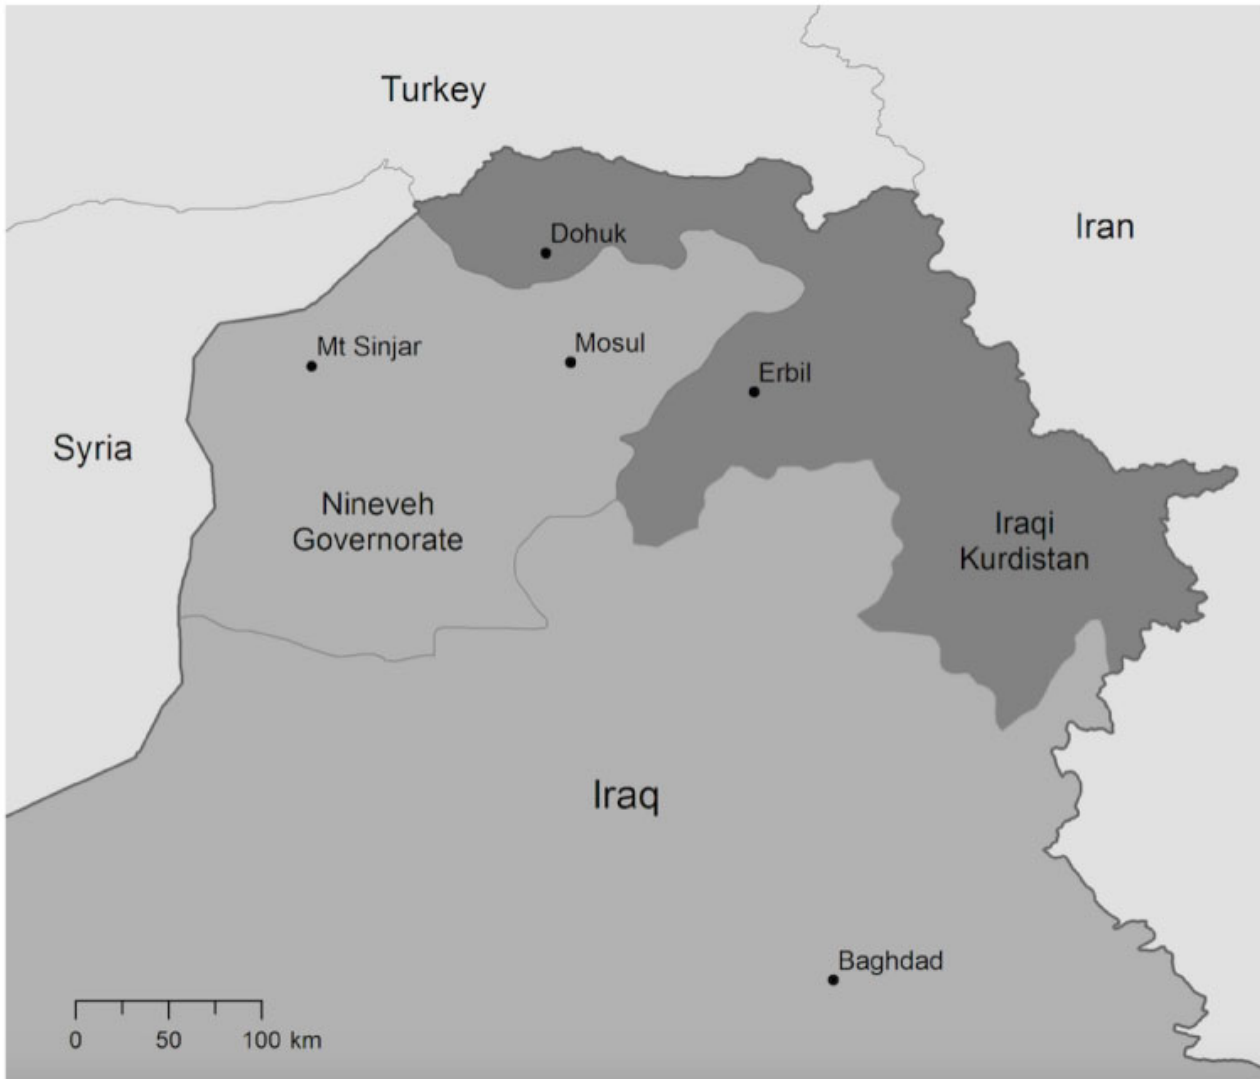 Turkey
Iran
Dohuk
Mt Sinjar
Mosul
Erbil
Syria
Nineveh
Governorate
Iraqi
Kurdistan
Iraq
Baghdad
0 50 100 km